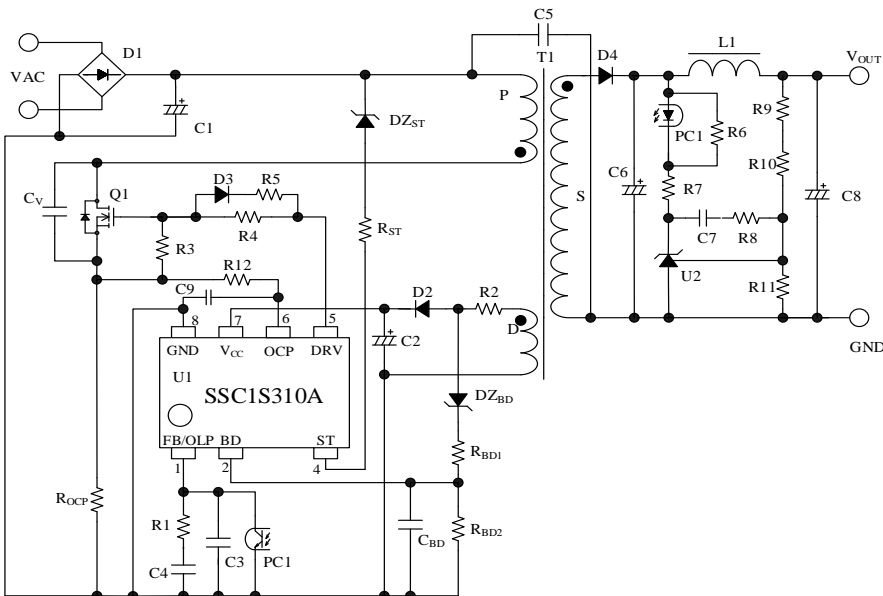 C5
D1
T1
D4
L1
VOUT
VAC
P
C1
DZST
PC1
R6
R9
R10
D3
R5
CV
Q1
R4
R3
RST
C6
R7
S
C8
C7
R8
R12
U2
C9
D2
R2
R11
8
7
6
5
C2
D
GND
VCC
OCP
DRV
GND
U1
SSC1S310A
DZBD
FB/OLP
BD
ST
1
2
4
RBD1
ROCP
R1
C3
PC1
CBD
RBD2
C4